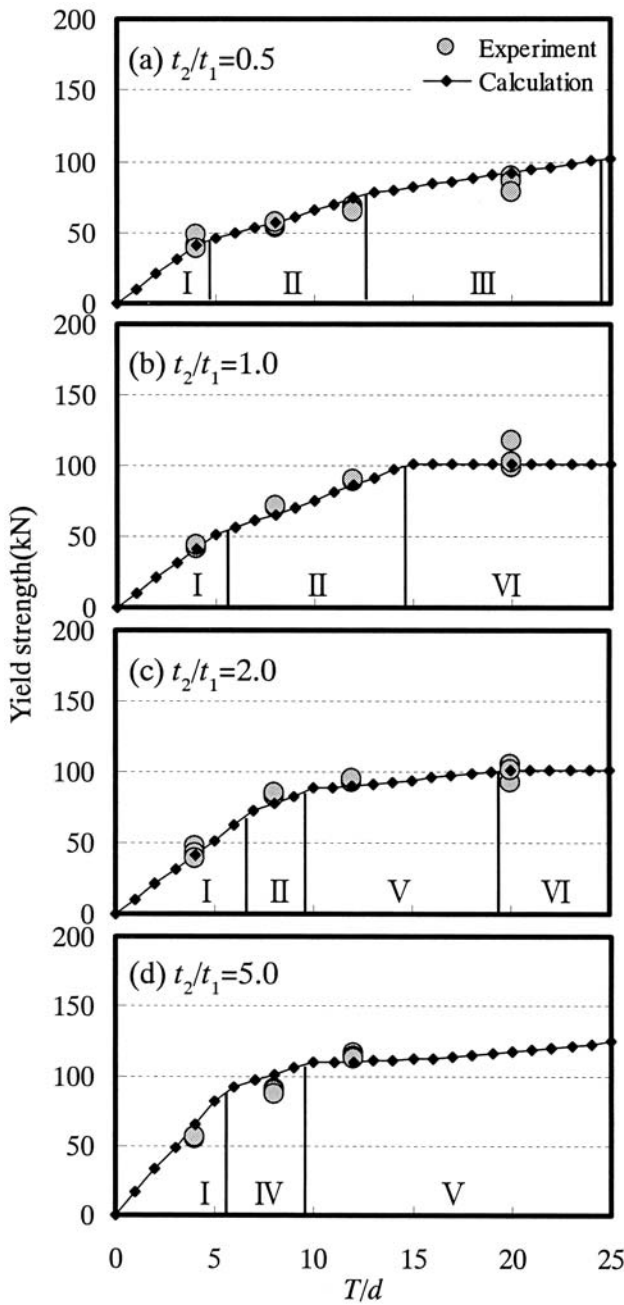 200
(a) t₂/t₁=0.5
Experiment
Calculation
150
100
50
0
I
II
III
200
(b) t₂/t₁=1.0
150
100
50
0
I
II
VI
Yield strength(kN)
200
(c) t₂/t₁=2.0
150
100
50
0
I
II
V
VI
200
(d) t₂/t₁=5.0
150
100
50
0
I
IV
V
0
5
10
15
20
25
T/d